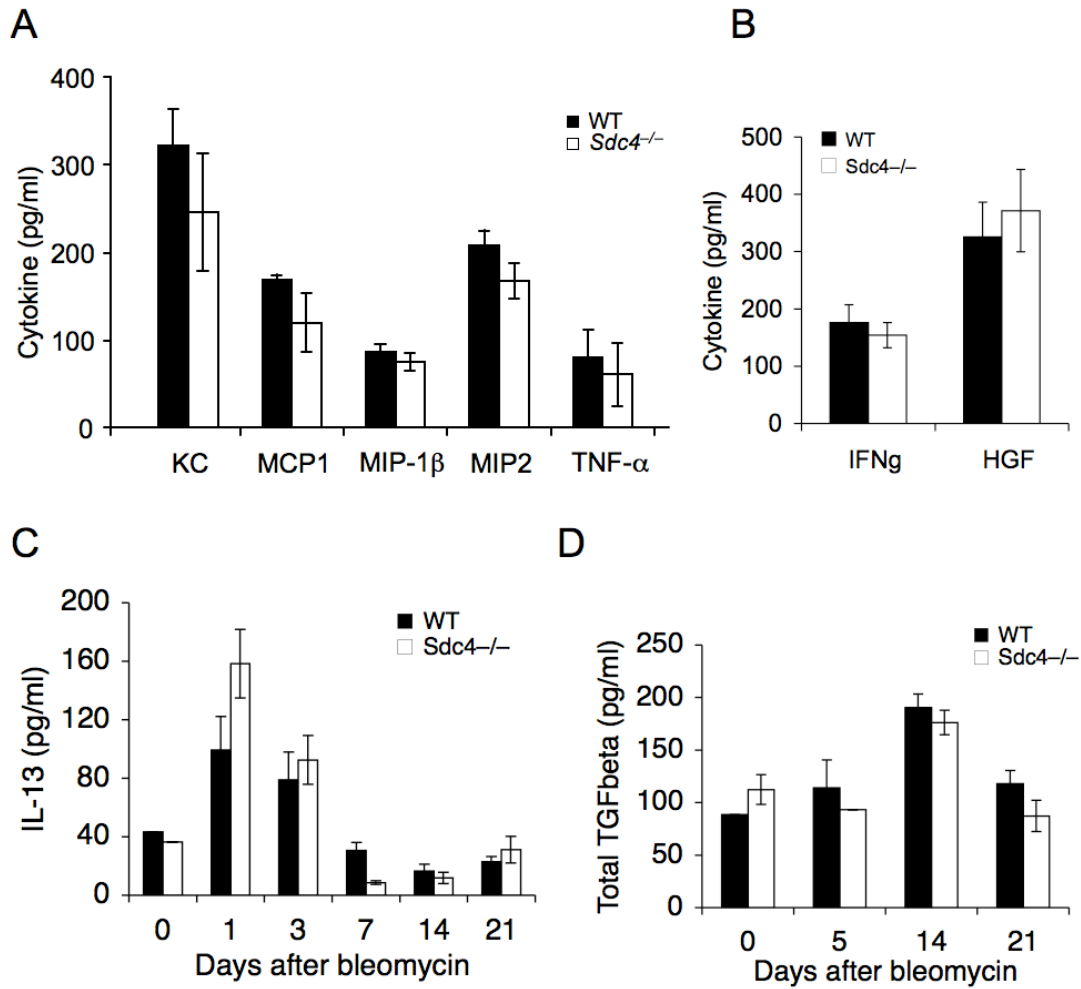 A
Cytokine (pg/ml)
400
300
200
100
0
WT
Sdc4–/–
KC MCP1 MIP-1β MIP2 TNF-α
B
Cytokine (pg/ml)
500
400
300
200
100
0
WT
Sdc4–/–
IFNg HGF
C
IL-13 (pg/ml)
200
160
120
80
40
0
WT
Sdc4–/–
0 1 3 7 14 21
Days after bleomycin
D
Total TGFbeta (pg/ml)
250
200
150
100
50
0
WT
Sdc4–/–
0 5 14 21
Days after bleomycin